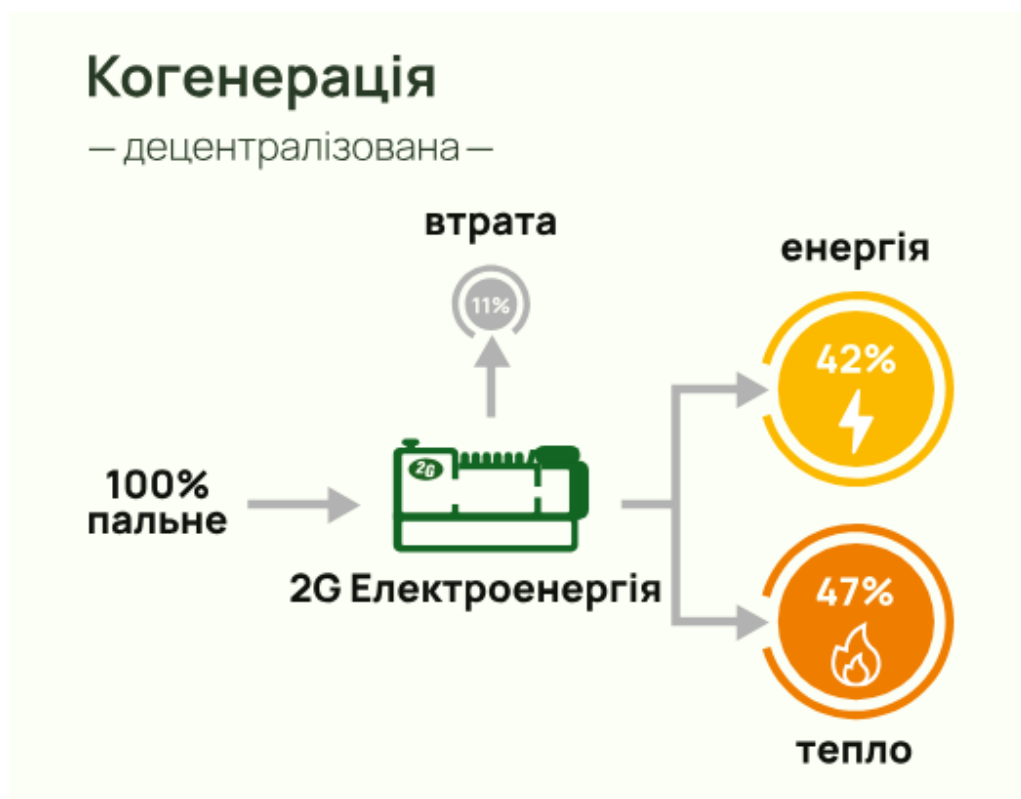 Когенерація
— децентралізована —
втрата
11%
енергія
42%
100%
пальне
2G
2G Електроенергія
47%
тепло